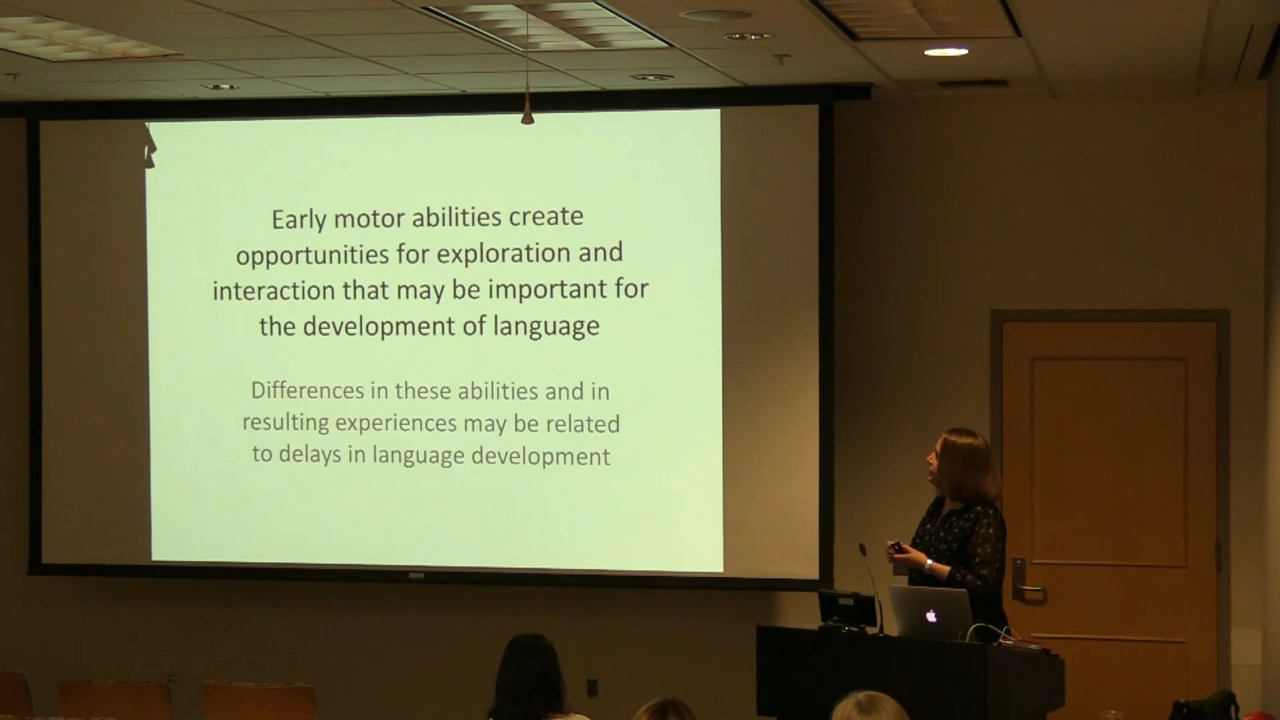 Early motor abilities create
opportunities for exploration and
interaction that may be important for
the development of language
Differences in these abilities and in
resulting experiences may be related
to delays in language development